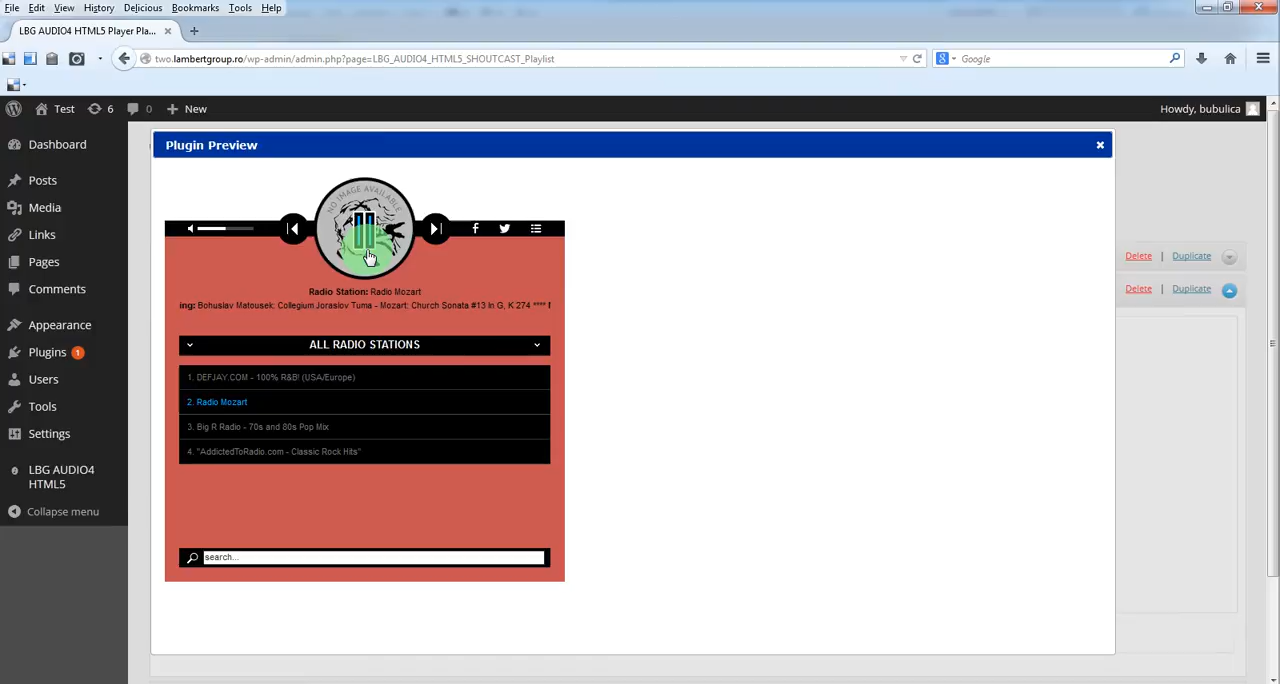 File Edit View History Delicious Bookmarks Tools Help
LBG AUDIO4 HTML5 Player Pla...
two.lambertgroup.ro/wp-admin/admin.php?page=LBG_AUDIO4_HTML5_SHOUTCAST_Playlist
Google
Test 6 0 New Howdy, bubulica
Dashboard
Posts
Media
Links
Pages
Comments
Appearance
Plugins 1
Users
Tools
Settings
LBG AUDIO4
HTML5
Collapse menu
Plugin Preview
NO IMAGE AVAILABLE
Radio Station: Radio Mozart
ing: Bohuslav Matousek; Collegium Joraslov Tuma - Mozart: Church Sonata #13 In G, K 274 ****
ALL RADIO STATIONS
1. DEFJAY.COM - 100% R&B! (USA/Europe)
2. Radio Mozart
3. Big R Radio - 70s and 80s Pop Mix
4. "AddictedToRadio.com - Classic Rock Hits"
search...
Delete | Duplicate
Delete | Duplicate